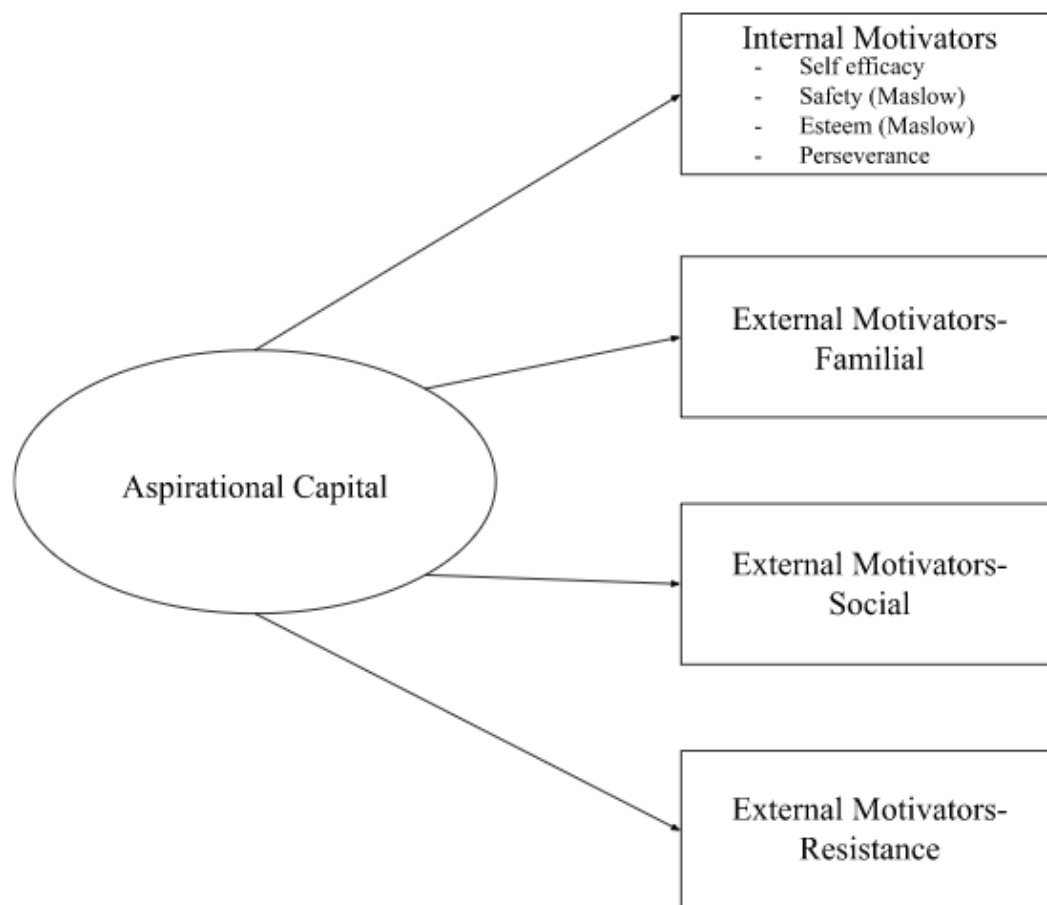 Internal Motivators
- Self efficacy
- Safety (Maslow)
- Esteem (Maslow)
- Perseverance
External Motivators-
Familial
Aspirational Capital
External Motivators-
Social
External Motivators-
Resistance